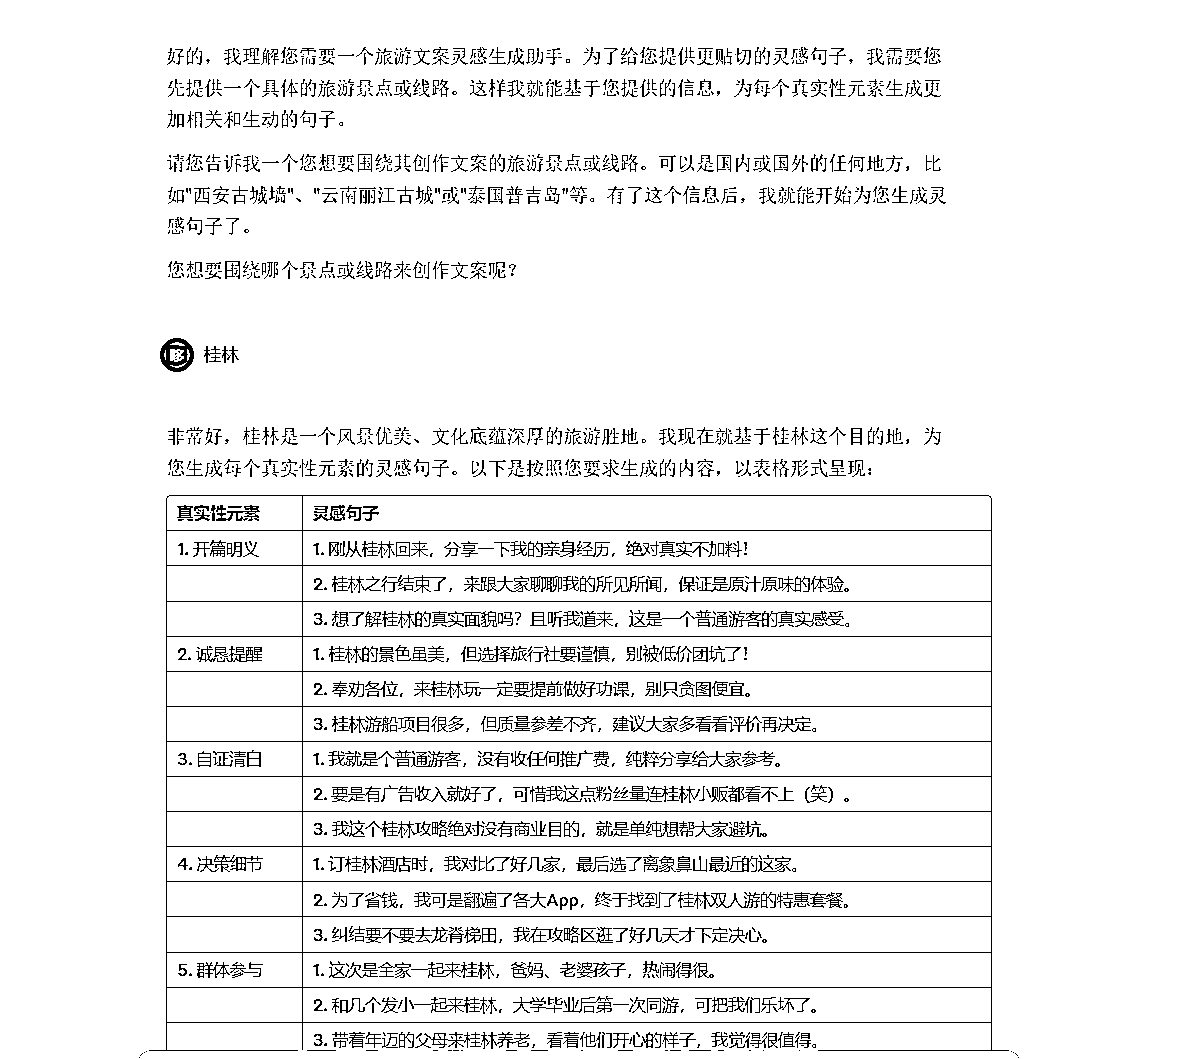 好的，我理解您需要一个旅游文案灵感生成助手。为了给您提供更贴切的灵感句子，我需要您
先提供一个具体的旅游景点或线路。这样我就能基于您提供的信息，为每个真实性元素生成更
加相关和生动的句子。
请您告诉我一个您想要围绕其创作文案的旅游景点或线路。可以是国内或国外的任何地方，比
如"西安古城墙"、"云南丽江古城"或"泰国普吉岛"等。有了这个信息后，我就能开始为您生成灵
感句子了。
您想要围绕哪个景点或线路来创作文案呢？
桂林
非常好，桂林是一个风景优美、文化底蕴深厚的旅游胜地。我现在就基于桂林这个目的地，为
您生成每个真实性元素的灵感句子。以下是按照您要求生成的内容，以表格形式呈现：
真实性元素 灵感句子
1. 开篇明义 1. 刚从桂林回来，分享一下我的亲身经历，绝对真实不加料！
2. 桂林之行结束了，来跟大家聊聊我的所见所闻，保证是原汁原味的体验。
3. 想了解桂林的真实面貌吗？且听我道来，这是一个普通游客的真实感受。
2. 诚恳提醒 1. 桂林的景色虽美，但选择旅行社要谨慎，别被低价团坑了！
2. 奉劝各位，来桂林玩一定要提前做好功课，别只贪图便宜。
3. 桂林游船项目很多，但质量参差不齐，建议大家多看看评价再决定。
3. 自证清白 1. 我就是个普通游客，没有收任何推广费，纯粹分享给大家参考。
2. 要是有广告收入就好了，可惜我这点粉丝量连桂林小贩都看不上（笑）。
3. 我这个桂林攻略绝对没有商业目的，就是单纯想帮大家避坑。
4. 决策细节 1. 订桂林酒店时，我对比了好几家，最后选了离象鼻山最近的这家。
2. 为了省钱，我可是翻遍了各大App，终于找到了桂林双人游的特惠套餐。
3. 纠结要不要去龙脊梯田，我在攻略区逛了好几天才下定决心。
5. 群体参与 1. 这次是全家一起来桂林，爸妈、老婆孩子，热闹得很。
2. 和几个发小一起来桂林，大学毕业后第一次同游，可把我们乐坏了。
3. 带着年迈的父母来桂林养老，看着他们开心的样子，我觉得很值得。